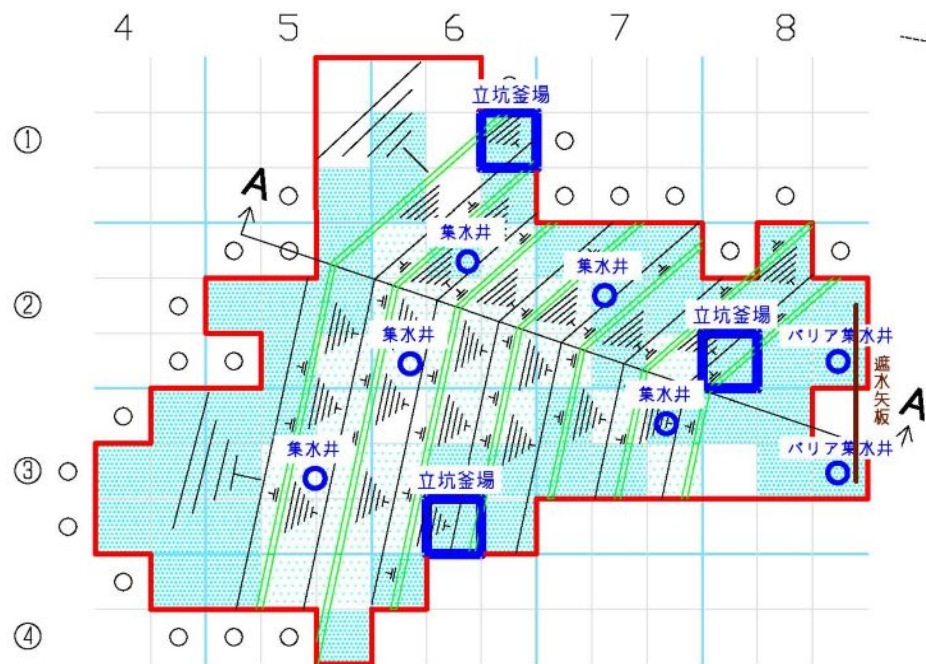 4 5 6 7 8
立坑釜場
①
A
集水井
集水井
②
立坑釜場
バリア集水井
集水井
遮水矢板
集水井
A
バリア集水井
③
集水井
立坑釜場
④